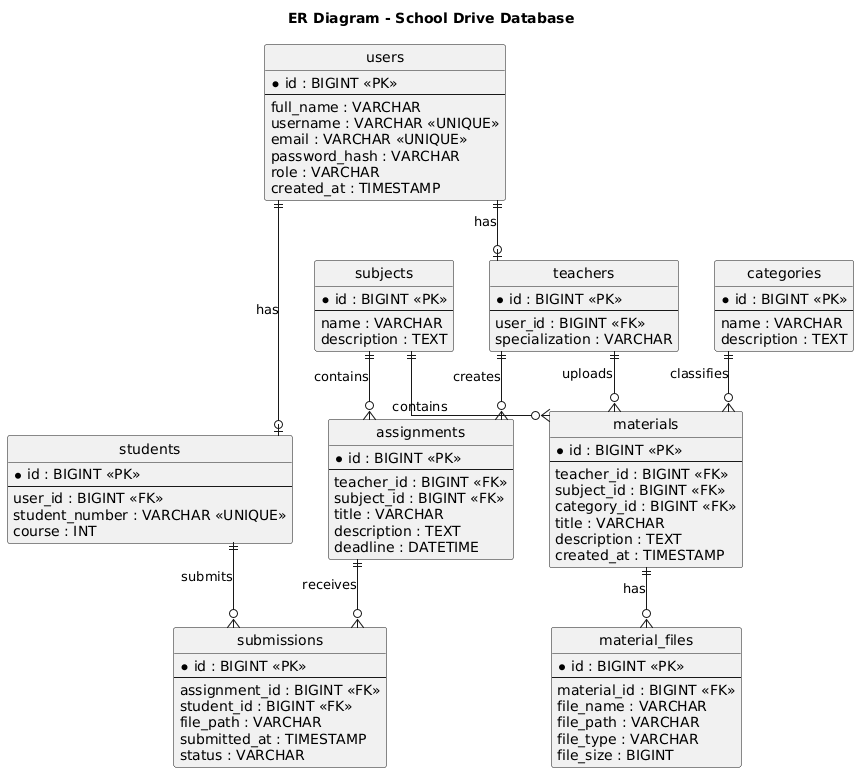 ER Diagram - School Drive Database
users
* id : BIGINT «PK»
full_name : VARCHAR
username : VARCHAR «UNIQUE»
email : VARCHAR «UNIQUE»
password_hash : VARCHAR
role : VARCHAR
created_at : TIMESTAMP
has
has
subjects
* id : BIGINT «PK»
name : VARCHAR
description : TEXT
teachers
* id : BIGINT «PK»
user_id : BIGINT «FK»
specialization : VARCHAR
categories
* id : BIGINT «PK»
name : VARCHAR
description : TEXT
contains
contains
creates
uploads
classifies
students
* id : BIGINT «PK»
user_id : BIGINT «FK»
student_number : VARCHAR «UNIQUE»
course : INT
assignments
* id : BIGINT «PK»
teacher_id : BIGINT «FK»
subject_id : BIGINT «FK»
title : VARCHAR
description : TEXT
deadline : DATETIME
materials
* id : BIGINT «PK»
teacher_id : BIGINT «FK»
subject_id : BIGINT «FK»
category_id : BIGINT «FK»
title : VARCHAR
description : TEXT
created_at : TIMESTAMP
submits
receives
has
submissions
* id : BIGINT «PK»
assignment_id : BIGINT «FK»
student_id : BIGINT «FK»
file_path : VARCHAR
submitted_at : TIMESTAMP
status : VARCHAR
material_files
* id : BIGINT «PK»
material_id : BIGINT «FK»
file_name : VARCHAR
file_path : VARCHAR
file_type : VARCHAR
file_size : BIGINT